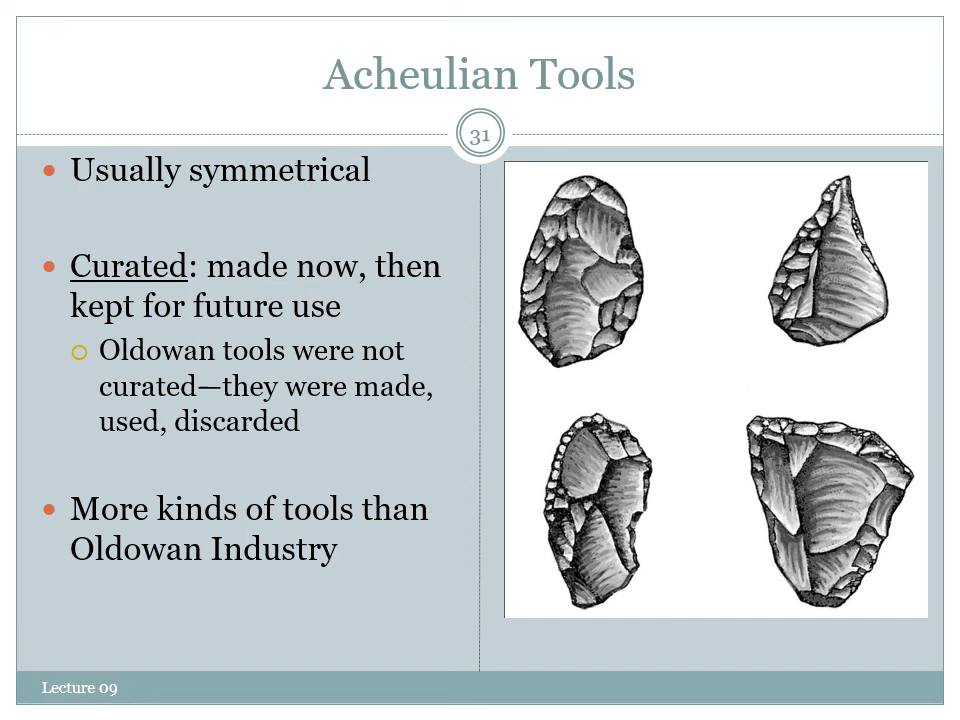 Acheulian Tools
31
• Usually symmetrical
• Curated: made now, then
kept for future use
○ Oldowan tools were not
curated—they were made,
used, discarded
• More kinds of tools than
Oldowan Industry
Lecture 09